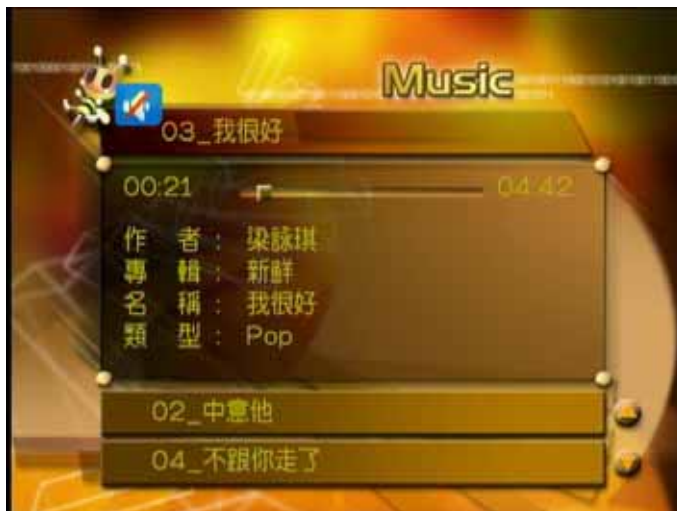 Music
03_我很好
00:21 04:42
作 者 : 梁詠琪
專 輯 : 新鮮
名 稱 : 我很好
類 型 : Pop
02_中意他
04_不跟你走了